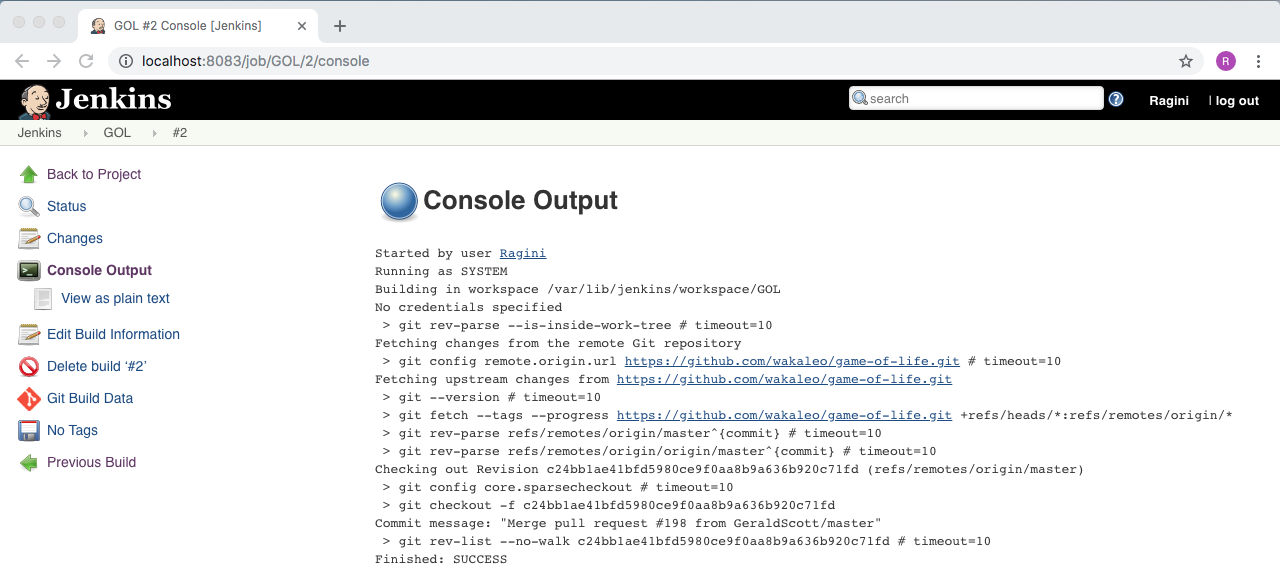 GOL #2 Console [Jenkins]
localhost:8083/job/GOL/2/console
R
Jenkins
search
?
Ragini
| log out
Jenkins
GOL
#2
Back to Project
Status
Changes
Console Output
View as plain text
Edit Build Information
Delete build ‘#2’
Git Build Data
No Tags
Previous Build
Console Output
Started by user Ragini
Running as SYSTEM
Building in workspace /var/lib/jenkins/workspace/GOL
No credentials specified
> git rev-parse --is-inside-work-tree # timeout=10
Fetching changes from the remote Git repository
> git config remote.origin.url https://github.com/wakaleo/game-of-life.git # timeout=10
Fetching upstream changes from https://github.com/wakaleo/game-of-life.git
> git --version # timeout=10
> git fetch --tags --progress https://github.com/wakaleo/game-of-life.git +refs/heads/*:refs/remotes/origin/*
> git rev-parse refs/remotes/origin/master^{commit} # timeout=10
> git rev-parse refs/remotes/origin/origin/master^{commit} # timeout=10
Checking out Revision c24bb1ae41bfd5980ce9f0aa8b9a636b920c71fd (refs/remotes/origin/master)
> git config core.sparsecheckout # timeout=10
> git checkout -f c24bb1ae41bfd5980ce9f0aa8b9a636b920c71fd
Commit message: "Merge pull request #198 from GeraldScott/master"
> git rev-list --no-walk c24bb1ae41bfd5980ce9f0aa8b9a636b920c71fd # timeout=10
Finished: SUCCESS